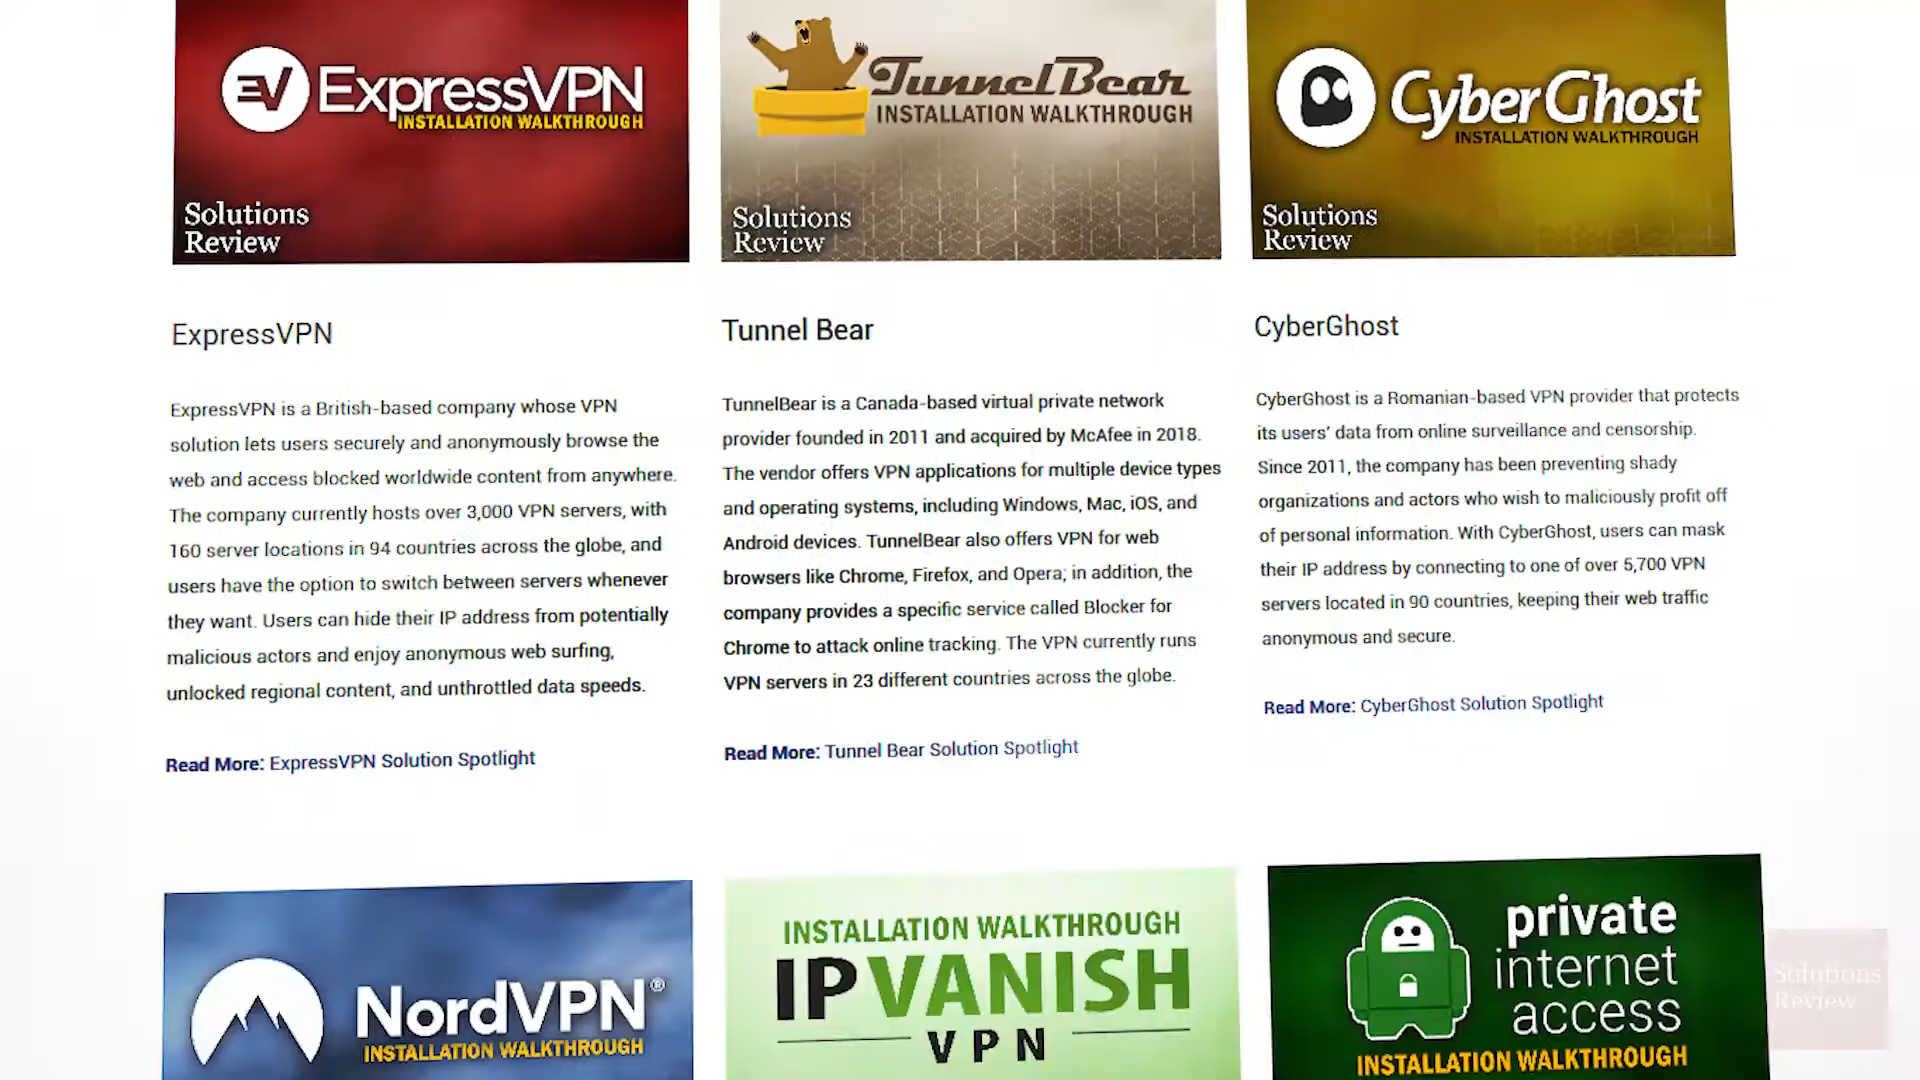 EV ExpressVPN
INSTALLATION WALKTHROUGH
Solutions
Review
TunnelBear
INSTALLATION WALKTHROUGH
Solutions
Review
CyberGhost
INSTALLATION WALKTHROUGH
Solutions
Review
ExpressVPN
ExpressVPN is a British-based company whose VPN
solution lets users securely and anonymously browse the
web and access blocked worldwide content from anywhere.
The company currently hosts over 3,000 VPN servers, with
160 server locations in 94 countries across the globe, and
users have the option to switch between servers whenever
they want. Users can hide their IP address from potentially
malicious actors and enjoy anonymous web surfing,
unlocked regional content, and unthrottled data speeds.
Read More: ExpressVPN Solution Spotlight
Tunnel Bear
TunnelBear is a Canada-based virtual private network
provider founded in 2011 and acquired by McAfee in 2018.
The vendor offers VPN applications for multiple device types
and operating systems, including Windows, Mac, iOS, and
Android devices. TunnelBear also offers VPN for web
browsers like Chrome, Firefox, and Opera; in addition, the
company provides a specific service called Blocker for
Chrome to attack online tracking. The VPN currently runs
VPN servers in 23 different countries across the globe.
Read More: Tunnel Bear Solution Spotlight
CyberGhost
CyberGhost is a Romanian-based VPN provider that protects
its users' data from online surveillance and censorship.
Since 2011, the company has been preventing shady
organizations and actors who wish to maliciously profit off
of personal information. With CyberGhost, users can mask
their IP address by connecting to one of over 5,700 VPN
servers located in 90 countries, keeping their web traffic
anonymous and secure.
Read More: CyberGhost Solution Spotlight
NordVPN®
INSTALLATION WALKTHROUGH
INSTALLATION WALKTHROUGH
IPVANISH
VPN
private
internet
access
INSTALLATION WALKTHROUGH
Solutions
Review